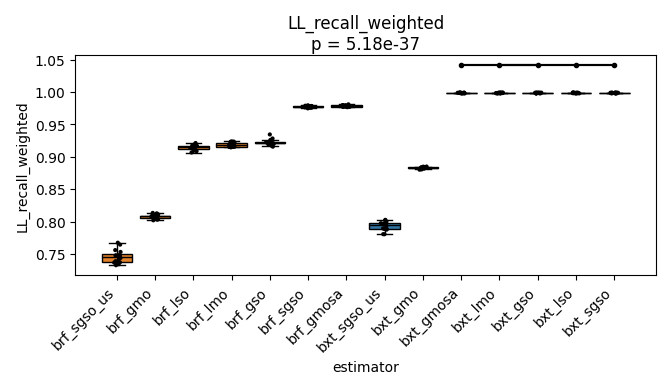 LL_recall_weighted
p = 5.18e-37
LL_recall_weighted
1.05
1.00
0.95
0.90
0.85
0.80
0.75
brf_sgso_us
brf_gmo
brf_lso
brf_lmo
brf_gso
brf_sgso
brf_gmosa
bxt_sgso_us
bxt_gmo
bxt_gmosa
bxt_lmo
bxt_gso
bxt_lso
bxt_sgso
estimator